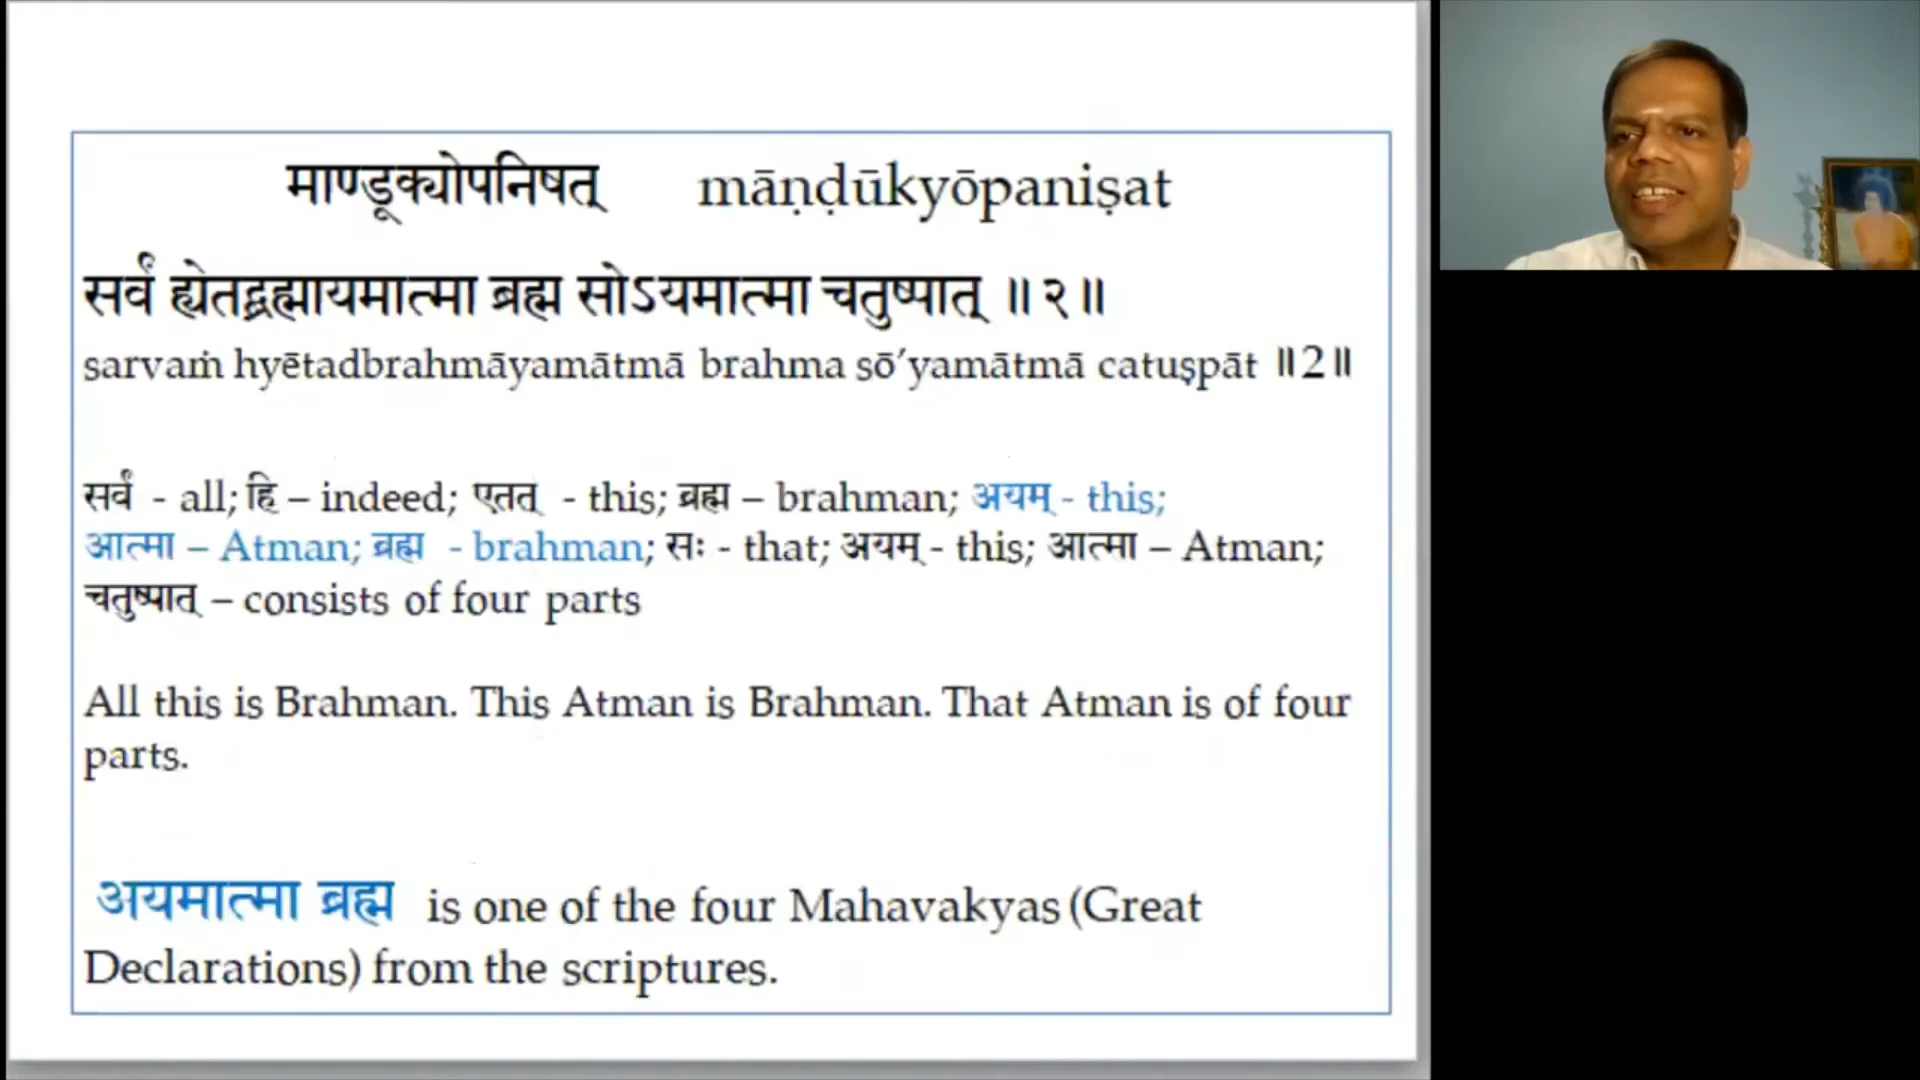 माण्डूक्योपनिषत् māṇḍūkyōpaniṣat
सर्वं ह्येतद्ब्रह्मायमात्मा ब्रह्म सोऽयमात्मा चतुष्पात् ॥२॥
sarvaṁ hyētadbrahmāyamātmā brahma sō’yamātmā catuṣpāt ॥2॥
सर्वं - all; हि – indeed; एतत् - this; ब्रह्म – brahman; अयम् - this;
आत्मा – Atman; ब्रह्म - brahman; सः - that; अयम् - this; आत्मा – Atman;
चतुष्पात् – consists of four parts
All this is Brahman. This Atman is Brahman. That Atman is of four
parts.
अयमात्मा ब्रह्म is one of the four Mahavakyas (Great
Declarations) from the scriptures.